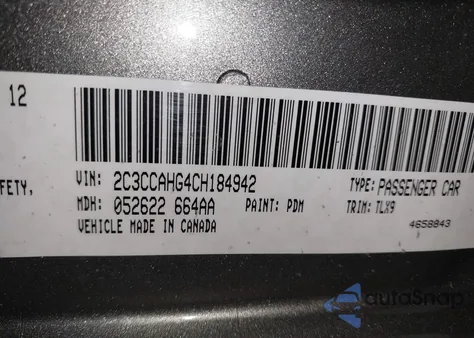 12
FETY,
VIN: 2C3CCAHG4CH184942 TYPE: PASSENGER CAR
MDH: 052622 664AA PAINT: PDM TRIM: TLX9
VEHICLE MADE IN CANADA 4658843
autoSnap